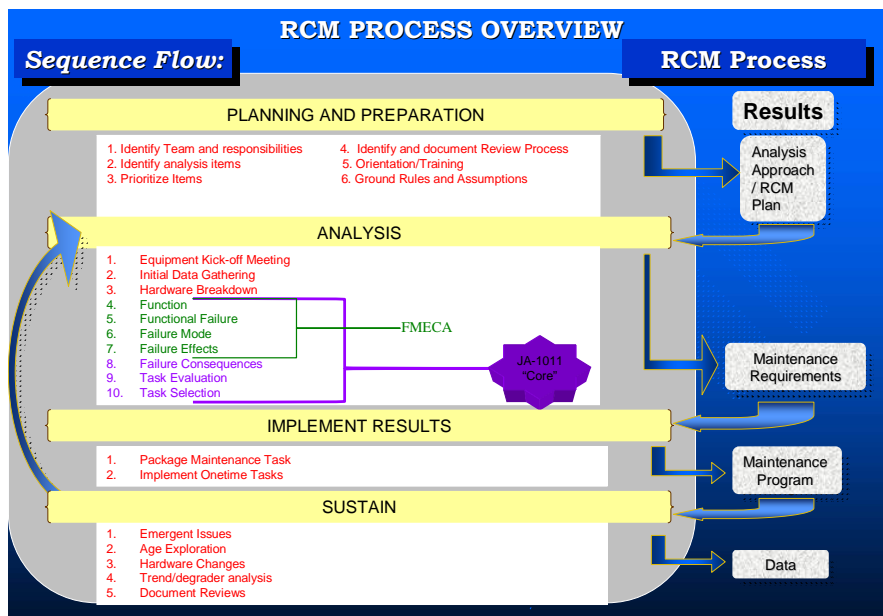 RCM PROCESS OVERVIEW
Sequence Flow:
RCM Process
PLANNING AND PREPARATION
Results
1. Identify Team and responsibilities
2. Identify analysis items
3. Prioritize Items
4. Identify and document Review Process
5. Orientation/Training
6. Ground Rules and Assumptions
Analysis
Approach
/ RCM
Plan
ANALYSIS
1. Equipment Kick-off Meeting
2. Initial Data Gathering
3. Hardware Breakdown
4. Function
5. Functional Failure
6. Failure Mode
7. Failure Effects
8. Failure Consequences
9. Task Evaluation
10. Task Selection
FMECA
JA-1011
"Core"
Maintenance
Requirements
IMPLEMENT RESULTS
1. Package Maintenance Task
2. Implement Onetime Tasks
Maintenance
Program
SUSTAIN
1. Emergent Issues
2. Age Exploration
3. Hardware Changes
4. Trend/degrader analysis
5. Document Reviews
Data